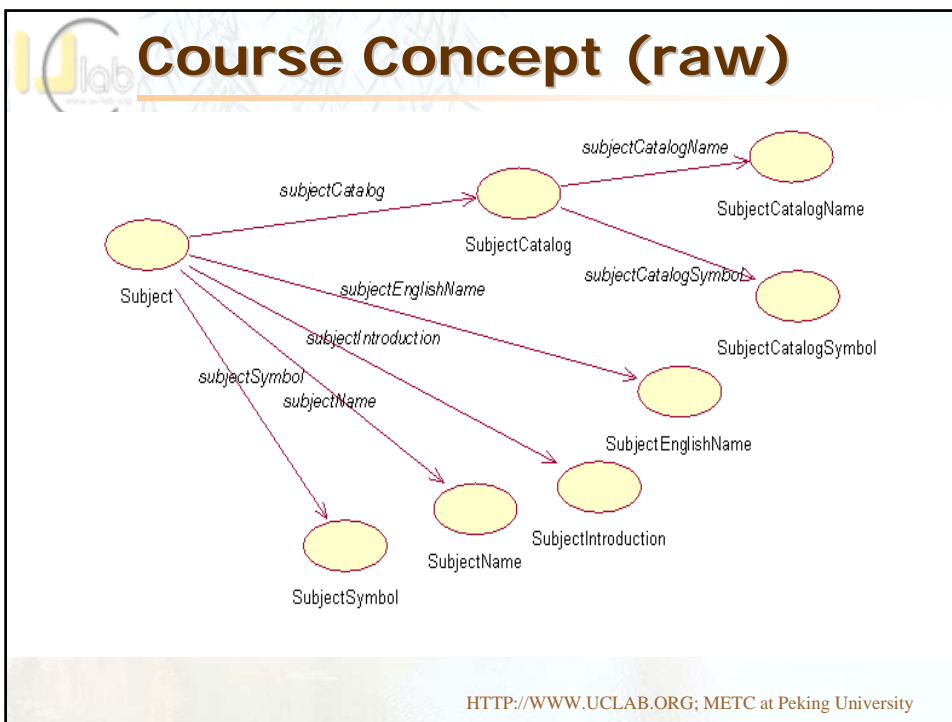 Course Concept (raw)
lab
subjectCatalogName
subjectCatalog
SubjectCatalogName
SubjectCatalog
subjectCatalogSymbol
Subject
subjectEnglishName
subjectIntroduction
SubjectCatalogSymbol
subjectSymbol
subjectName
SubjectEnglishName
SubjectIntroduction
SubjectName
SubjectSymbol
HTTP://WWW.UCLAB.ORG; METC at Peking University